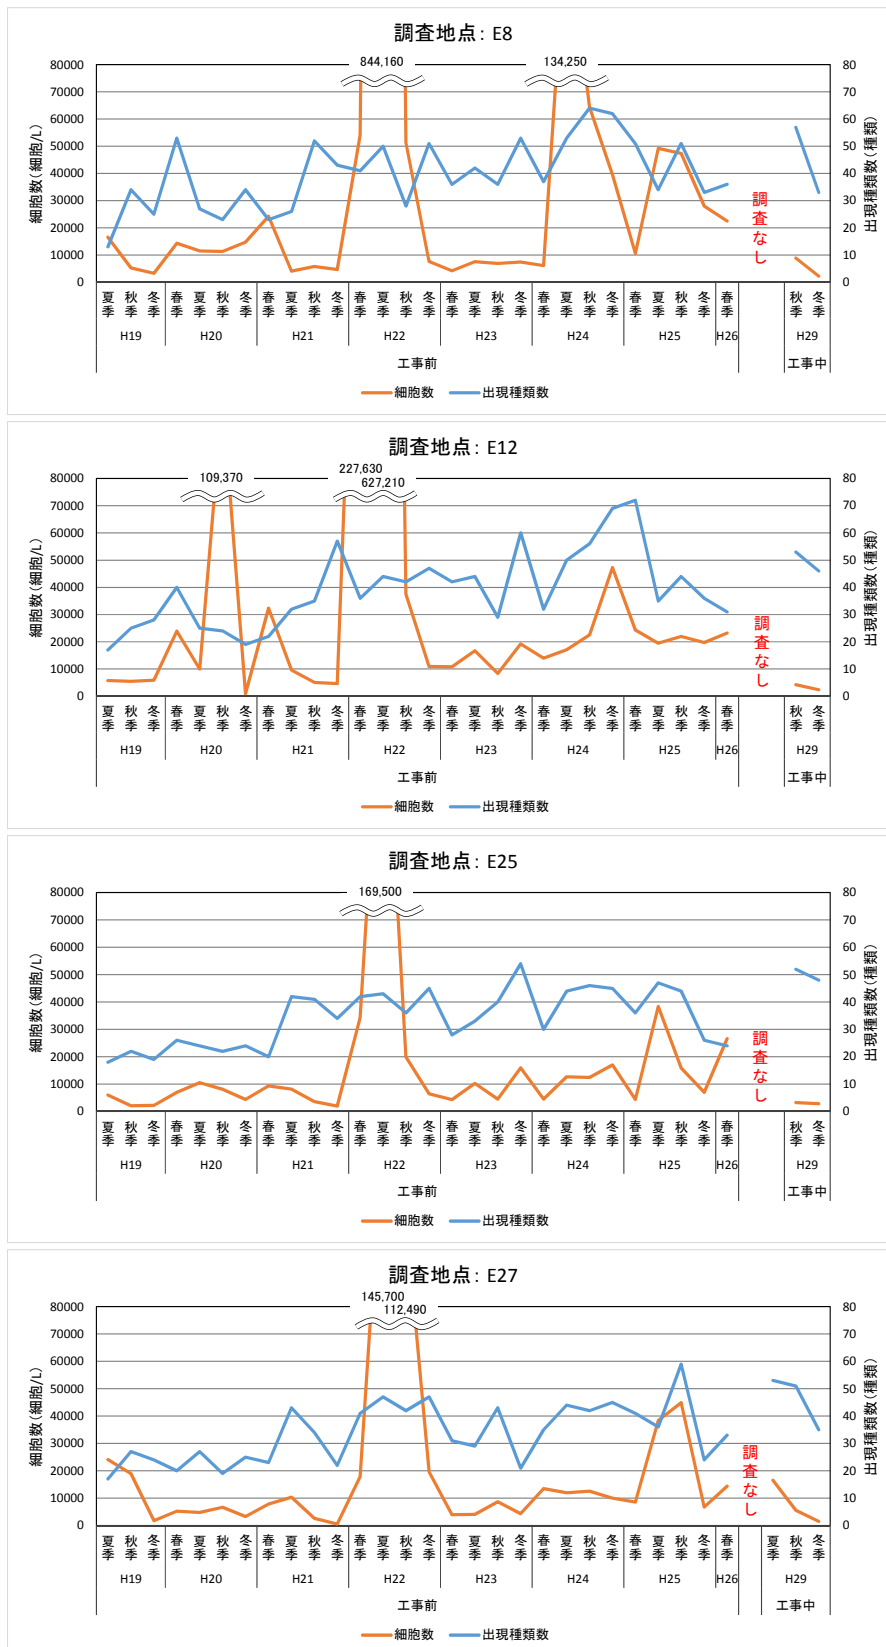 調査地点: E8
844,160 134,250
細胞数(細胞/L)
出現種類数(種類)
80000 80
70000 70
60000 60
50000 50
40000 40
30000 30
20000 20
10000 10
0 0
調査なし
夏季 秋季 冬季 春季 夏季 秋季 冬季 春季 夏季 秋季 冬季 春季 夏季 秋季 冬季 春季 夏季 秋季 冬季 春季 夏季 秋季 冬季 春季 夏季 秋季 冬季 春季 秋季 冬季
H19 H20 H21 H22 H23 H24 H25 H26 H29
工事前 工事中
細胞数 出現種類数
調査地点: E12
227,630
109,370 627,210
細胞数(細胞/L)
出現種類数(種類)
80000 80
70000 70
60000 60
50000 50
40000 40
30000 30
20000 20
10000 10
0 0
調査なし
夏季 秋季 冬季 春季 夏季 秋季 冬季 春季 夏季 秋季 冬季 春季 夏季 秋季 冬季 春季 夏季 秋季 冬季 春季 夏季 秋季 冬季 春季 夏季 秋季 冬季 春季 秋季 冬季
H19 H20 H21 H22 H23 H24 H25 H26 H29
工事前 工事中
細胞数 出現種類数
調査地点: E25
169,500
細胞数(細胞/L)
出現種類数(種類)
80000 80
70000 70
60000 60
50000 50
40000 40
30000 30
20000 20
10000 10
0 0
調査なし
夏季 秋季 冬季 春季 夏季 秋季 冬季 春季 夏季 秋季 冬季 春季 夏季 秋季 冬季 春季 夏季 秋季 冬季 春季 夏季 秋季 冬季 春季 夏季 秋季 冬季 春季 秋季 冬季
H19 H20 H21 H22 H23 H24 H25 H26 H29
工事前 工事中
細胞数 出現種類数
調査地点: E27
145,700
112,490
細胞数(細胞/L)
出現種類数(種類)
80000 80
70000 70
60000 60
50000 50
40000 40
30000 30
20000 20
10000 10
0 0
調査なし
夏季 秋季 冬季 春季 夏季 秋季 冬季 春季 夏季 秋季 冬季 春季 夏季 秋季 冬季 春季 夏季 秋季 冬季 春季 夏季 秋季 冬季 春季 夏季 秋季 冬季 春季 夏季 秋季 冬季
H19 H20 H21 H22 H23 H24 H25 H26 H29
工事前 工事中
細胞数 出現種類数